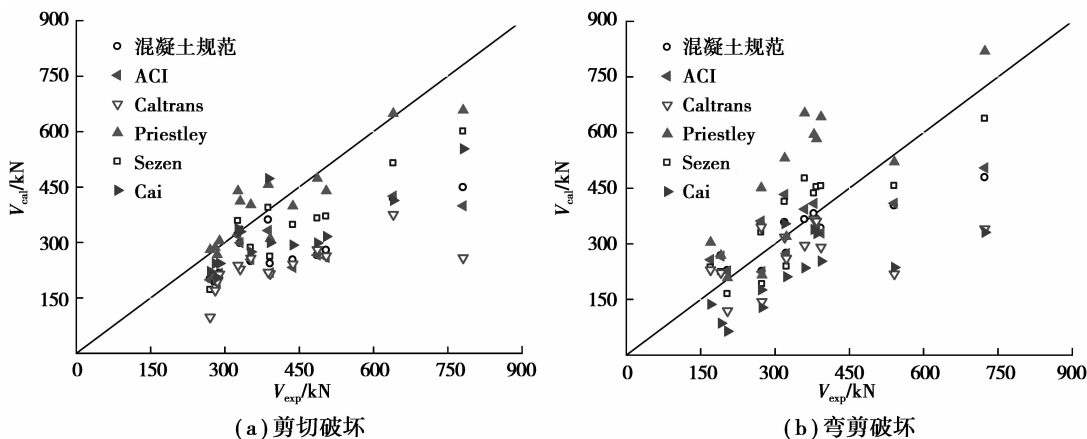 900
750
600
450
300
150
0
150
300
450
600
750
900
V_cal/kN
V_exp/kN
混凝土规范
ACI
Caltrans
Priestley
Sezen
Cai
(a)剪切破坏
900
750
600
450
300
150
0
150
300
450
600
750
900
V_cal/kN
V_exp/kN
混凝土规范
ACI
Caltrans
Priestley
Sezen
Cai
(b)弯剪破坏